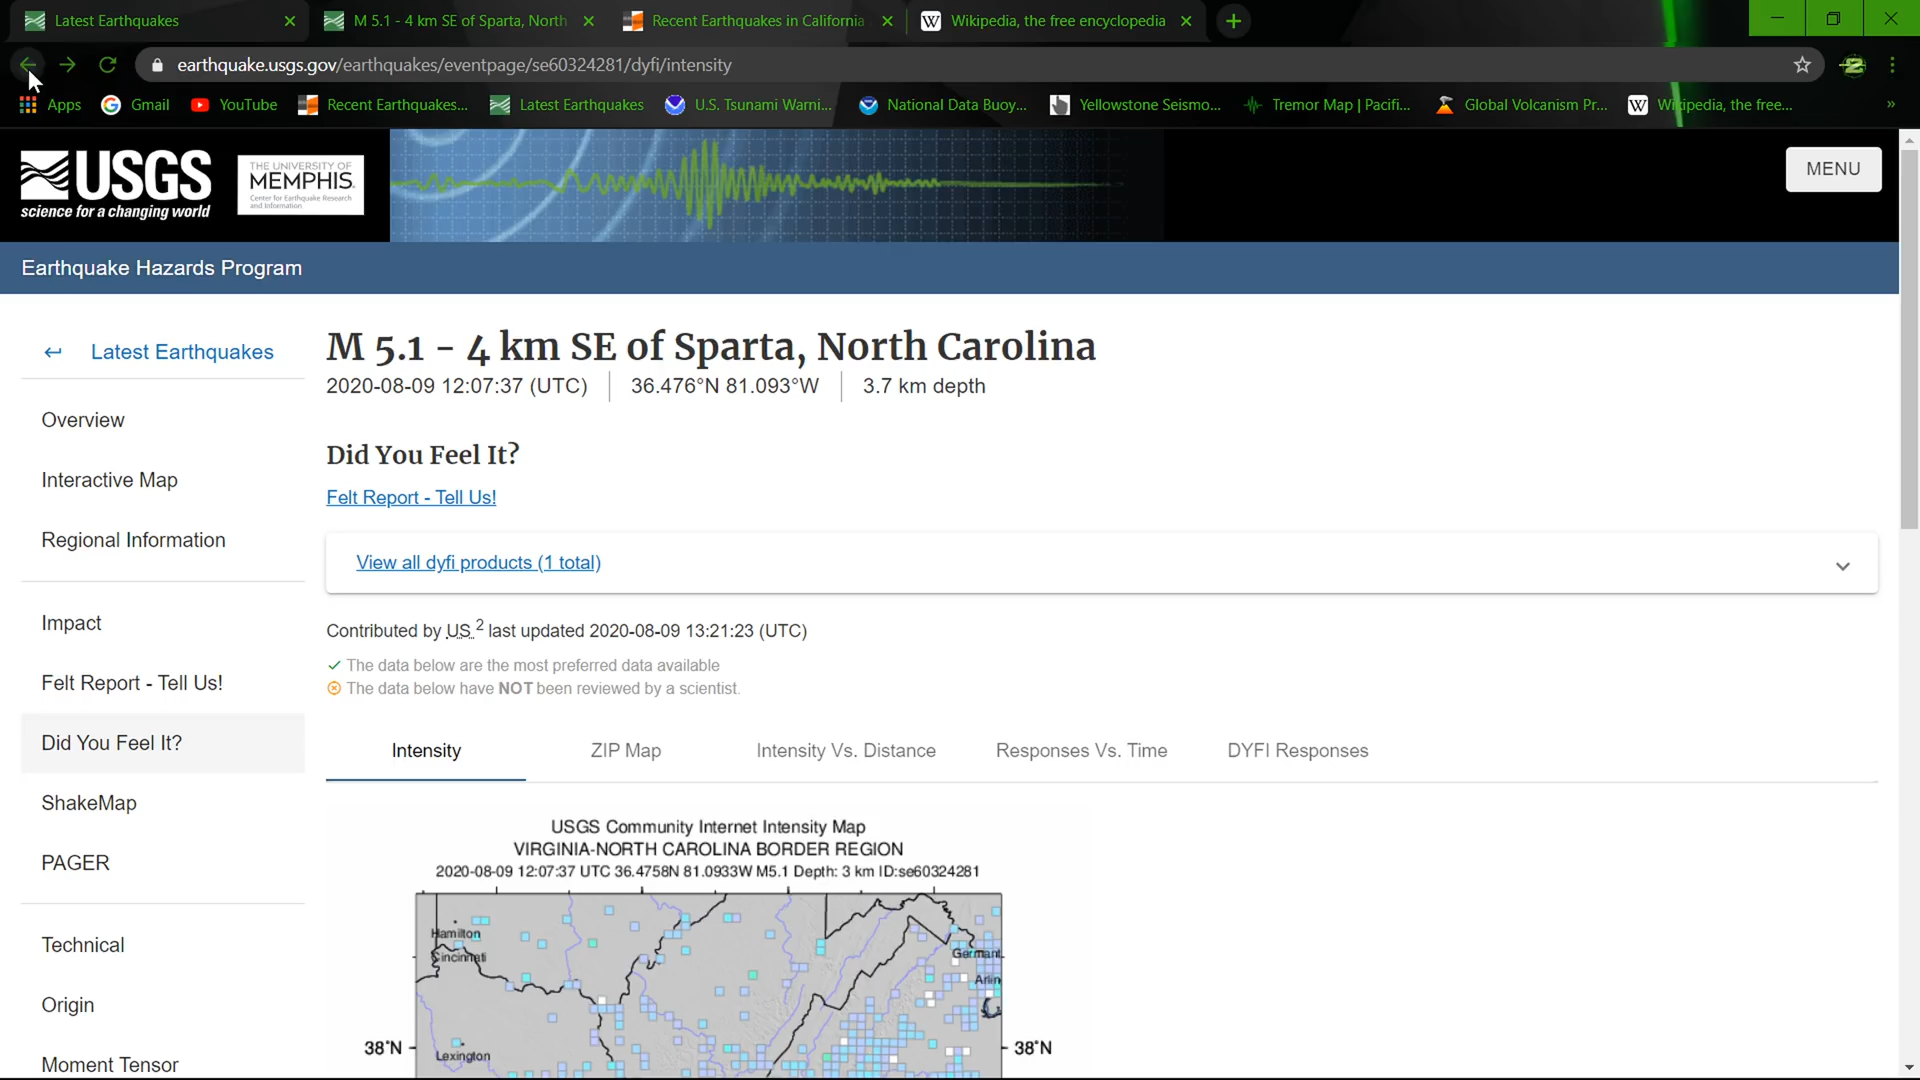 Latest Earthquakes
M 5.1 - 4 km SE of Sparta, North
Recent Earthquakes in California
Wikipedia, the free encyclopedia
earthquake.usgs.gov/earthquakes/eventpage/se60324281/dyfi/intensity
Apps
Gmail
YouTube
Recent Earthquakes...
Latest Earthquakes
U.S. Tsunami Warni...
National Data Buoy...
Yellowstone Seismo...
Tremor Map | Pacifi...
Global Volcanism Pr...
Wikipedia, the free...
USGS
science for a changing world
THE UNIVERSITY OF
MEMPHIS.
Center for Earthquake Research
and Information
MENU
Earthquake Hazards Program
Latest Earthquakes
Overview
Interactive Map
Regional Information
Impact
Felt Report - Tell Us!
Did You Feel It?
ShakeMap
PAGER
Technical
Origin
Moment Tensor
M 5.1 - 4 km SE of Sparta, North Carolina
2020-08-09 12:07:37 (UTC)
36.476°N 81.093°W
3.7 km depth
Did You Feel It?
Felt Report - Tell Us!
View all dyfi products (1 total)
Contributed by US 2 last updated 2020-08-09 13:21:23 (UTC)
The data below are the most preferred data available
The data below have NOT been reviewed by a scientist.
Intensity
ZIP Map
Intensity Vs. Distance
Responses Vs. Time
DYFI Responses
USGS Community Internet Intensity Map
VIRGINIA-NORTH CAROLINA BORDER REGION
2020-08-09 12:07:37 UTC 36.4758N 81.0933W M5.1 Depth: 3 km ID:se60324281
Hamilton
Cincinnati
Germant
Arlin
38°N
Lexington
38°N